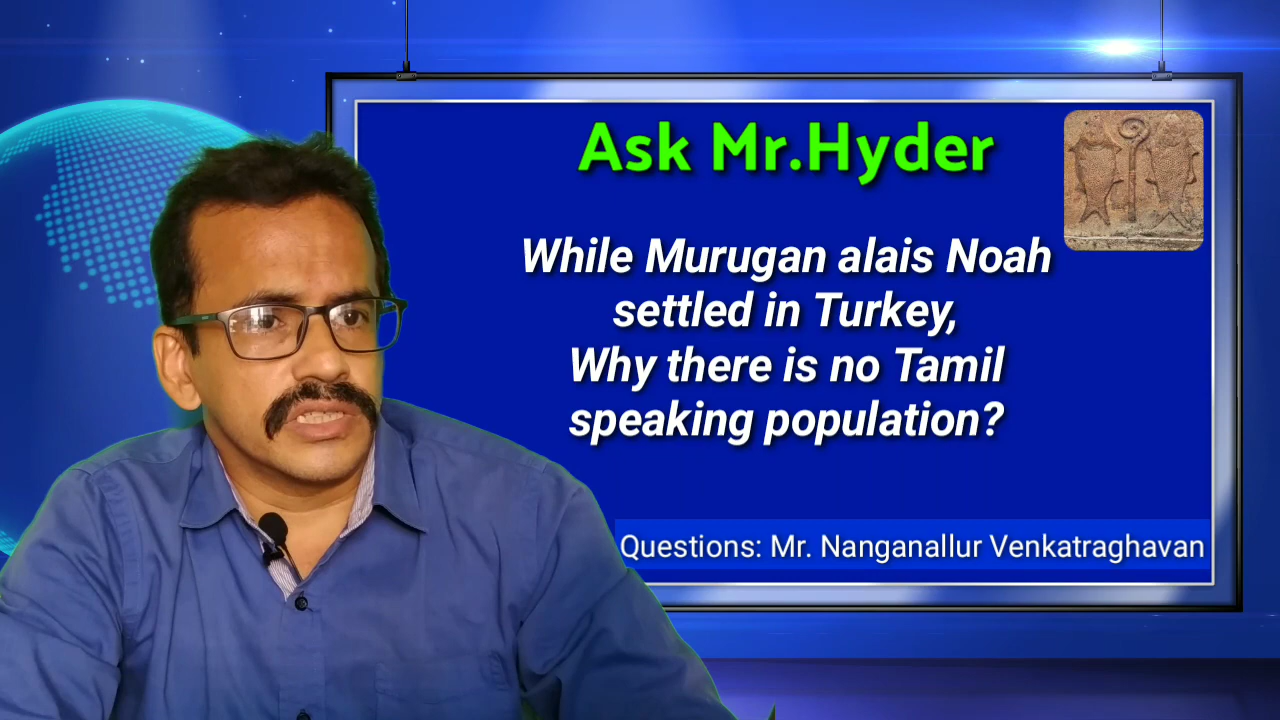 Ask Mr.Hyder
While Murugan alais Noah
settled in Turkey,
Why there is no Tamil
speaking population?
Questions: Mr. Nanganallur Venkatraghavan